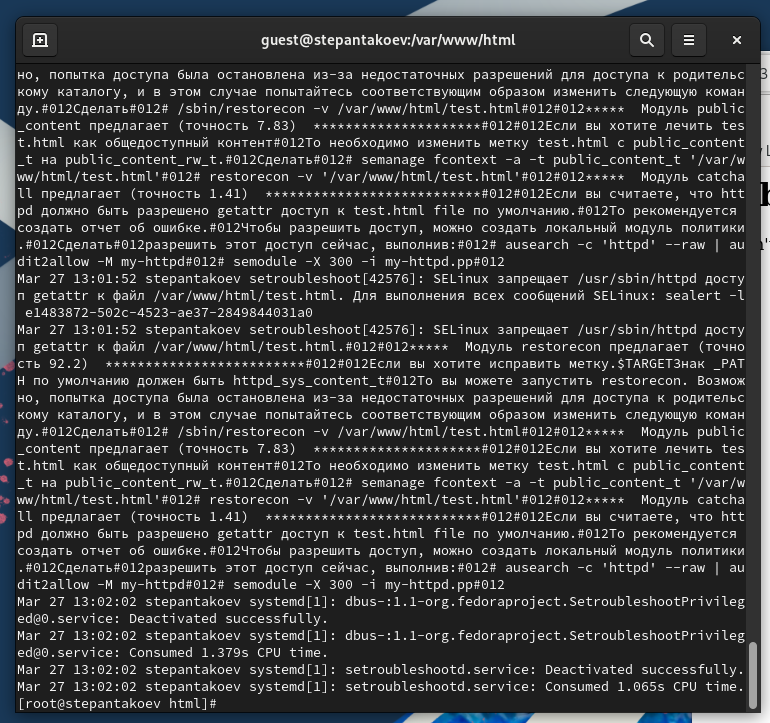 guest@stepantakoev:/var/www/html
но, попытка доступа была остановлена из-за недостаточных разрешений для доступа к родительс
кому каталогу, и в этом случае попытайтесь соответствующим образом изменить следующую коман
ду.#012Сделать#012# /sbin/restorecon -v /var/www/html/test.html#012#012*****  Модуль public
_content предлагает (точность 7.83)  **********************#012#012Если вы хотите лечить tes
t.html как общедоступный контент#012То необходимо изменить метку test.html с public_content
_t на public_content_rw_t.#012Сделать#012# semanage fcontext -a -t public_content_t '/var/w
ww/html/test.html'#012# restorecon -v '/var/www/html/test.html'#012#012*****  Модуль catcha
ll предлагает (точность 1.41)  **************************#012#012Если вы считаете, что htt
pd должно быть разрешено getattr доступ к test.html file по умолчанию.#012То рекомендуется
создать отчет об ошибке.#012Чтобы разрешить доступ, можно создать локальный модуль политики
.#012Сделать#012разрешить этот доступ сейчас, выполнив:#012# ausearch -c 'httpd' --raw | au
dit2allow -M my-httpd#012# semodule -X 300 -i my-httpd.pp#012
Mar 27 13:01:52 stepantakoev setroubleshoot[42576]: SELinux запрещает /usr/sbin/httpd досту
п getattr к файл /var/www/html/test.html. Для выполнения всех сообщений SELinux: sealert -l
 e1483872-502c-4523-ae37-2849844031a0
Mar 27 13:01:52 stepantakoev setroubleshoot[42576]: SELinux запрещает /usr/sbin/httpd досту
п getattr к файл /var/www/html/test.html.#012#012*****  Модуль restorecon предлагает (точно
сть 92.2)  *************************#012#012Если вы хотите исправить метку.$TARGETЗнак _PAT
H по умолчанию должен быть httpd_sys_content_t#012То вы можете запустить restorecon. Возмож
но, попытка доступа была остановлена из-за недостаточных разрешений для доступа к родительс
кому каталогу, и в этом случае попытайтесь соответствующим образом изменить следующую коман
ду.#012Сделать#012# /sbin/restorecon -v /var/www/html/test.html#012#012*****  Модуль public
_content предлагает (точность 7.83)  **********************#012#012Если вы хотите лечить tes
t.html как общедоступный контент#012То необходимо изменить метку test.html с public_content
_t на public_content_rw_t.#012Сделать#012# semanage fcontext -a -t public_content_t '/var/w
ww/html/test.html'#012# restorecon -v '/var/www/html/test.html'#012#012*****  Модуль catcha
ll предлагает (точность 1.41)  **************************#012#012Если вы считаете, что htt
pd должно быть разрешено getattr доступ к test.html file по умолчанию.#012То рекомендуется
создать отчет об ошибке.#012Чтобы разрешить доступ, можно создать локальный модуль политики
.#012Сделать#012разрешить этот доступ сейчас, выполнив:#012# ausearch -c 'httpd' --raw | au
dit2allow -M my-httpd#012# semodule -X 300 -i my-httpd.pp#012
Mar 27 13:02:02 stepantakoev systemd[1]: dbus-:1.1-org.fedoraproject.SetroubleshootPrivileg
ed@0.service: Deactivated successfully.
Mar 27 13:02:02 stepantakoev systemd[1]: dbus-:1.1-org.fedoraproject.SetroubleshootPrivileg
ed@0.service: Consumed 1.379s CPU time.
Mar 27 13:02:02 stepantakoev systemd[1]: setroubleshootd.service: Deactivated successfully.
Mar 27 13:02:02 stepantakoev systemd[1]: setroubleshootd.service: Consumed 1.065s CPU time.
[root@stepantakoev html]#